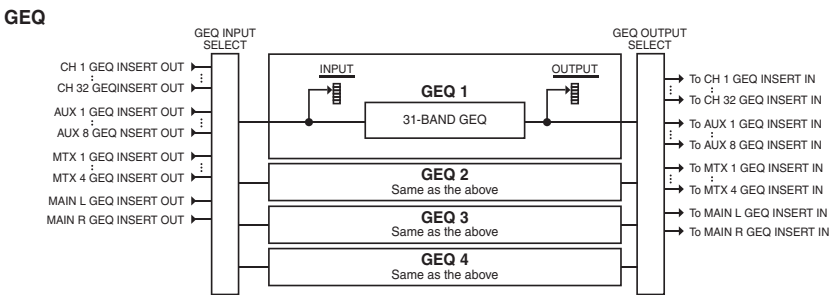 GEQ
GEQ INPUT
SELECT
GEQ OUTPUT
SELECT
CH 1 GEQ INSERT OUT
CH 32 GEQINSERT OUT
AUX 1 GEQ INSERT OUT
AUX 8 GEQ NSERT OUT
MTX 1 GEQ INSERT OUT
MTX 4 GEQ INSERT OUT
MAIN L GEQ INSERT OUT
MAIN R GEQ INSERT OUT
INPUT
GEQ 1
OUTPUT
31-BAND GEQ
GEQ 2
Same as the above
GEQ 3
Same as the above
GEQ 4
Same as the above
To CH 1 GEQ INSERT IN
To CH 32 GEQ INSERT IN
To AUX 1 GEQ INSERT IN
To AUX 8 GEQ INSERT IN
To MTX 1 GEQ INSERT IN
To MTX 4 GEQ INSERT IN
To MAIN L GEQ INSERT IN
To MAIN R GEQ INSERT IN